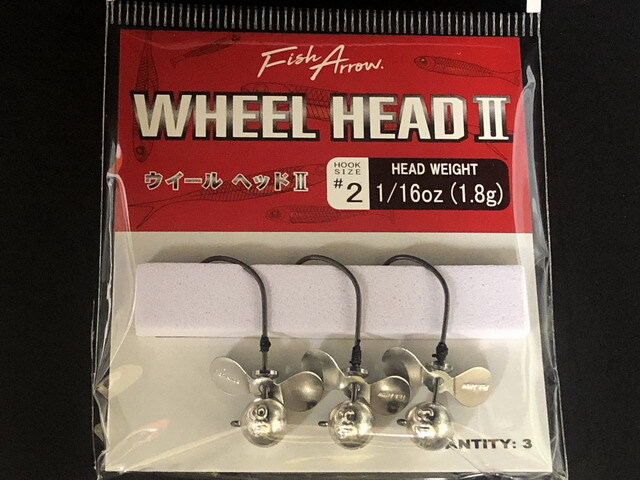 Fish Arrow.
WHEEL HEAD II
ウイール ヘッドII
HOOK SIZE
#2
HEAD WEIGHT
1/16oz (1.8g)
ANTITY: 3